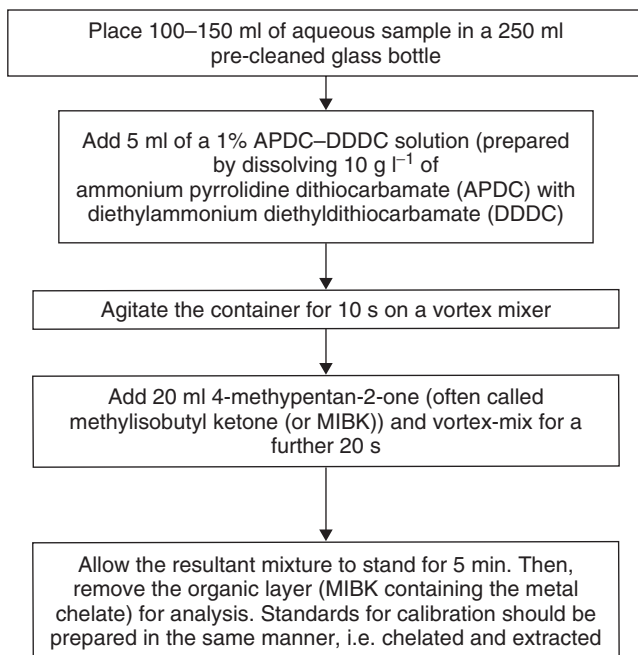 Place 100–150 ml of aqueous sample in a 250 ml
pre-cleaned glass bottle
Add 5 ml of a 1% APDC–DDDC solution (prepared
by dissolving 10 g l⁻¹ of
ammonium pyrrolidine dithiocarbamate (APDC) with
diethylammonium diethyldithiocarbamate (DDDC)
Agitate the container for 10 s on a vortex mixer
Add 20 ml 4-methypentan-2-one (often called
methylisobutyl ketone (or MIBK)) and vortex-mix for a
further 20 s
Allow the resultant mixture to stand for 5 min. Then,
remove the organic layer (MIBK containing the metal
chelate) for analysis. Standards for calibration should be
prepared in the same manner, i.e. chelated and extracted